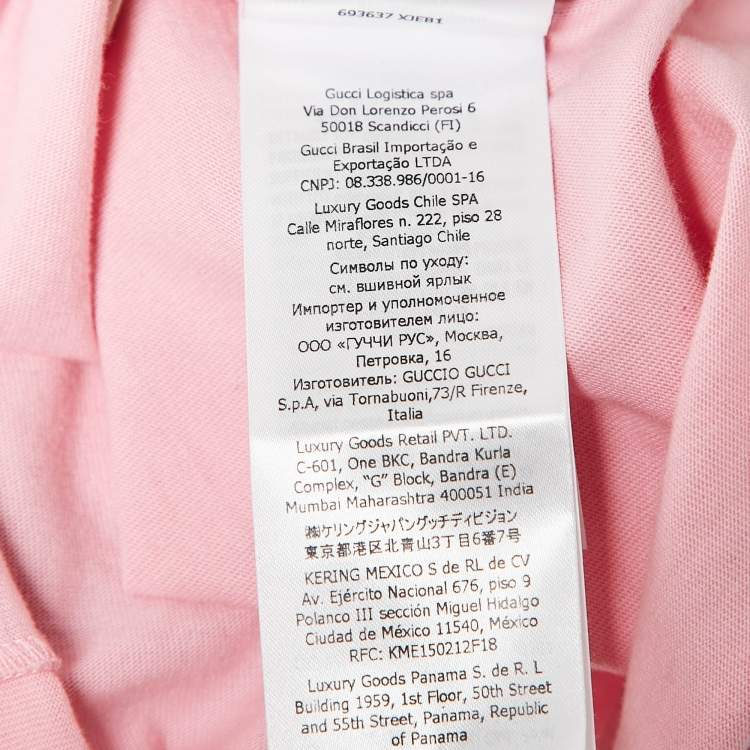 693637 XJEB1
Gucci Logistica spa
Via Don Lorenzo Perosi 6
50018 Scandicci (FI)
Gucci Brasil Importação e
Exportação LTDA
CNPJ: 08.338.986/0001-16
Luxury Goods Chile SPA
Calle Miraflores n. 222, piso 28
norte, Santiago Chile
Символы по уходу:
см. вшивной ярлык
Импортер и уполномоченное
изготовителем лицо:
ООО «ГУЧЧИ РУС», Москва,
Петровка, 16
Изготовитель: GUCCIO GUCCI
S.p.A, via Tornabuoni,73/R Firenze,
Italia
Luxury Goods Retail PVT. LTD.
C-601, One BKC, Bandra Kurla
Complex, “G” Block, Bandra (E)
Mumbai Maharashtra 400051 India
㈱ケリングジャパングッチディビジョン
東京都港区北青山3丁目6番7号
KERING MEXICO S de RL de CV
Av. Ejército Nacional 676, piso 9
Polanco III sección Miguel Hidalgo
Ciudad de México 11540, México
RFC: KME150212F18
Luxury Goods Panama S. de R. L
Building 1959, 1st Floor, 50th Street
and 55th Street, Panama, Republic
of Panama